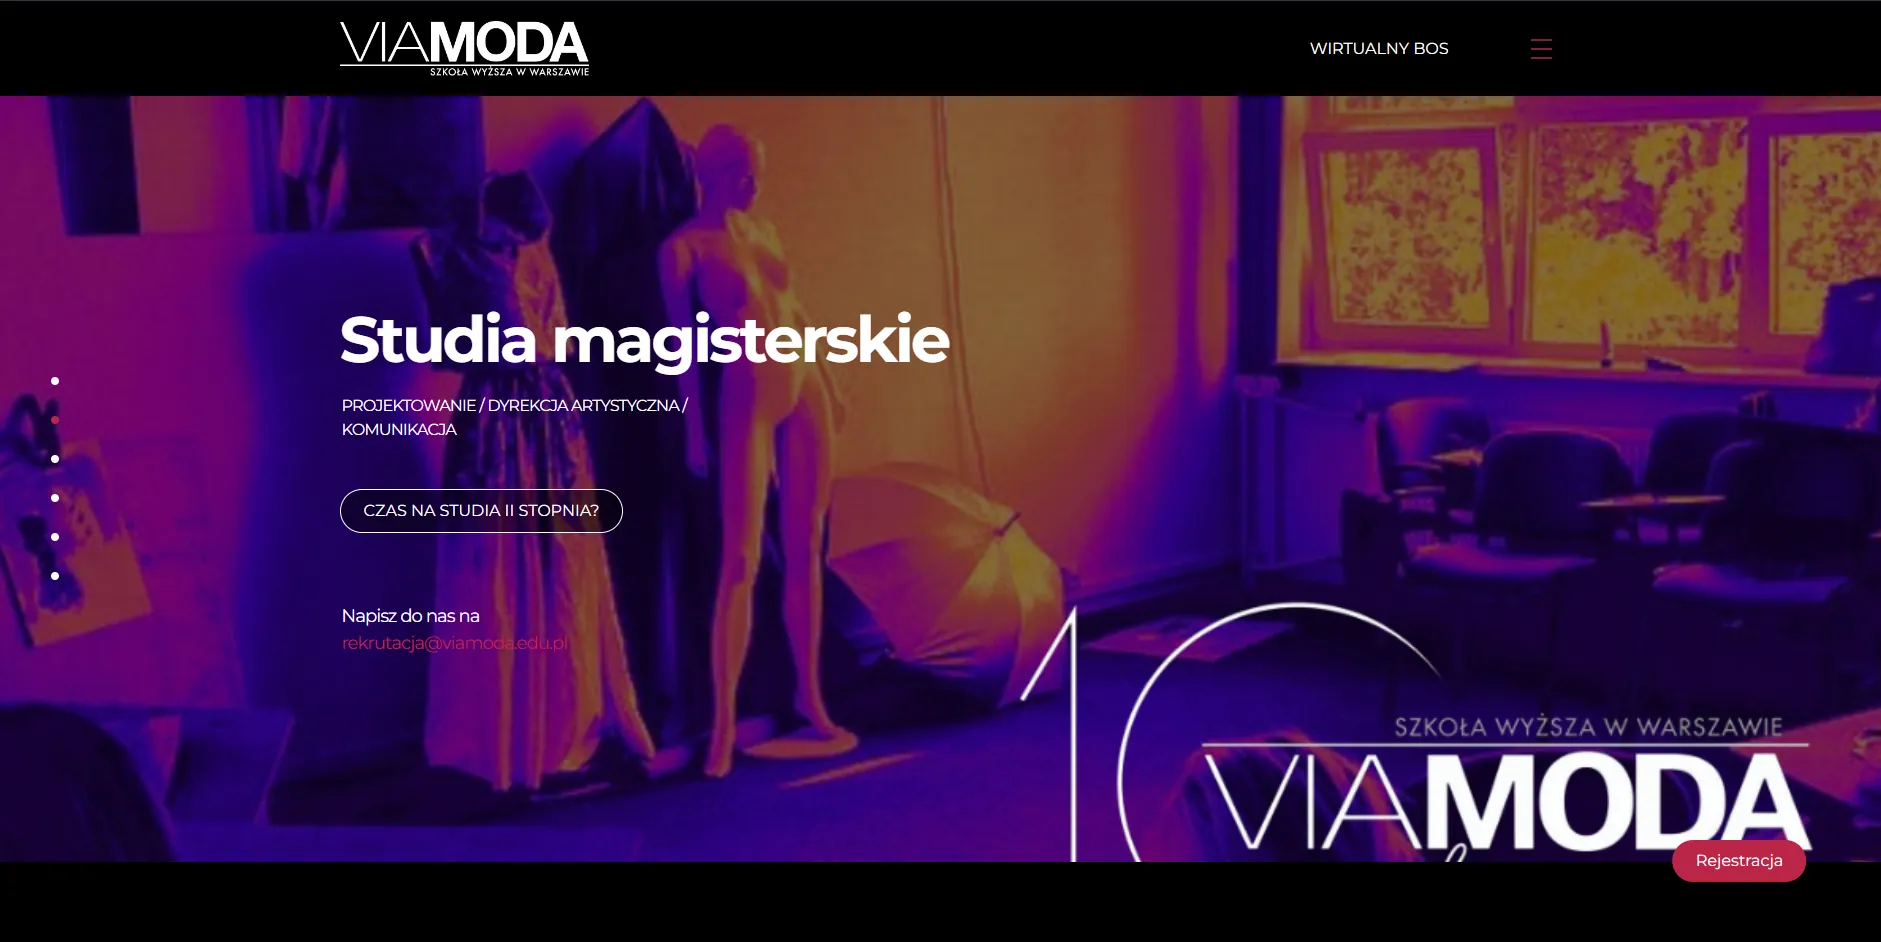 VIAMODA
SZKOŁA WYŻSZA W WARSZAWIE
WIRTUALNY BOS
Studia magisterskie
PROJEKTOWANIE / DYREKCJA ARTYSTYCZNA /
KOMUNIKACJA
CZAS NA STUDIA II STOPNIA?
Napisz do nas na
rekrutacja@viamoda.edu.pl
10
SZKOŁA WYŻSZA W WARSZAWIE
VIAMODA
Rejestracja